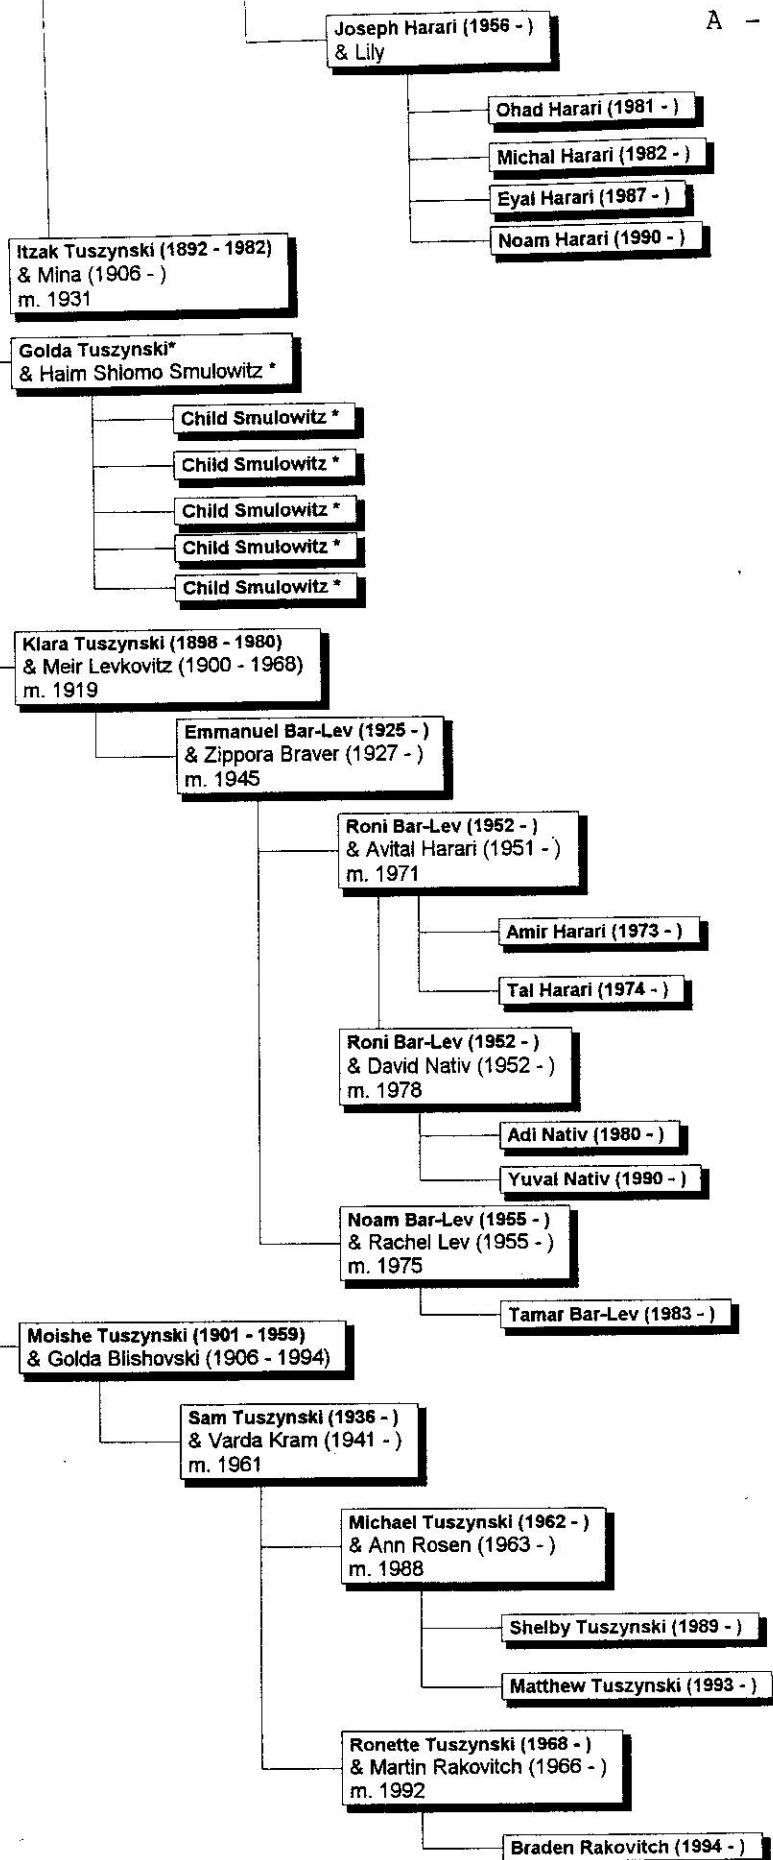 A -
Joseph Harari (1956 - )
& Lily
Ohad Harari (1981 - )
Michal Harari (1982 - )
Eyal Harari (1987 - )
Noam Harari (1990 - )
Itzak Tuszynski (1892 - 1982)
& Mina (1906 - )
m. 1931
Golda Tuszynski*
& Haim Shlomo Smulowitz *
Child Smulowitz *
Child Smulowitz *
Child Smulowitz *
Child Smulowitz *
Child Smulowitz *
Klara Tuszynski (1898 - 1980)
& Meir Levkovitz (1900 - 1968)
m. 1919
Emmanuel Bar-Lev (1925 - )
& Zippora Braver (1927 - )
m. 1945
Roni Bar-Lev (1952 - )
& Avital Harari (1951 - )
m. 1971
Amir Harari (1973 - )
Tal Harari (1974 - )
Roni Bar-Lev (1952 - )
& David Nativ (1952 - )
m. 1978
Adi Nativ (1980 - )
Yuval Nativ (1990 - )
Noam Bar-Lev (1955 - )
& Rachel Lev (1955 - )
m. 1975
Tamar Bar-Lev (1983 - )
Moishe Tuszynski (1901 - 1959)
& Golda Blishovski (1906 - 1994)
Sam Tuszynski (1936 - )
& Varda Kram (1941 - )
m. 1961
Michael Tuszynski (1962 - )
& Ann Rosen (1963 - )
m. 1988
Shelby Tuszynski (1989 - )
Matthew Tuszynski (1993 - )
Ronette Tuszynski (1968 - )
& Martin Rakovitch (1966 - )
m. 1992
Braden Rakovitch (1994 - )